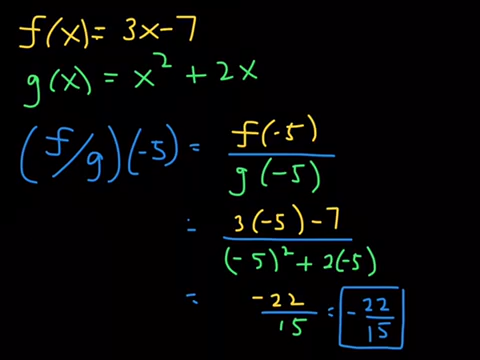 f(x) = 3x - 7
g(x) = x² + 2x
(f/g)(-5) = f(-5) / g(-5)
= 3(-5) - 7 / (-5)² + 2(-5)
= -22 / 15 = - 22 / 15